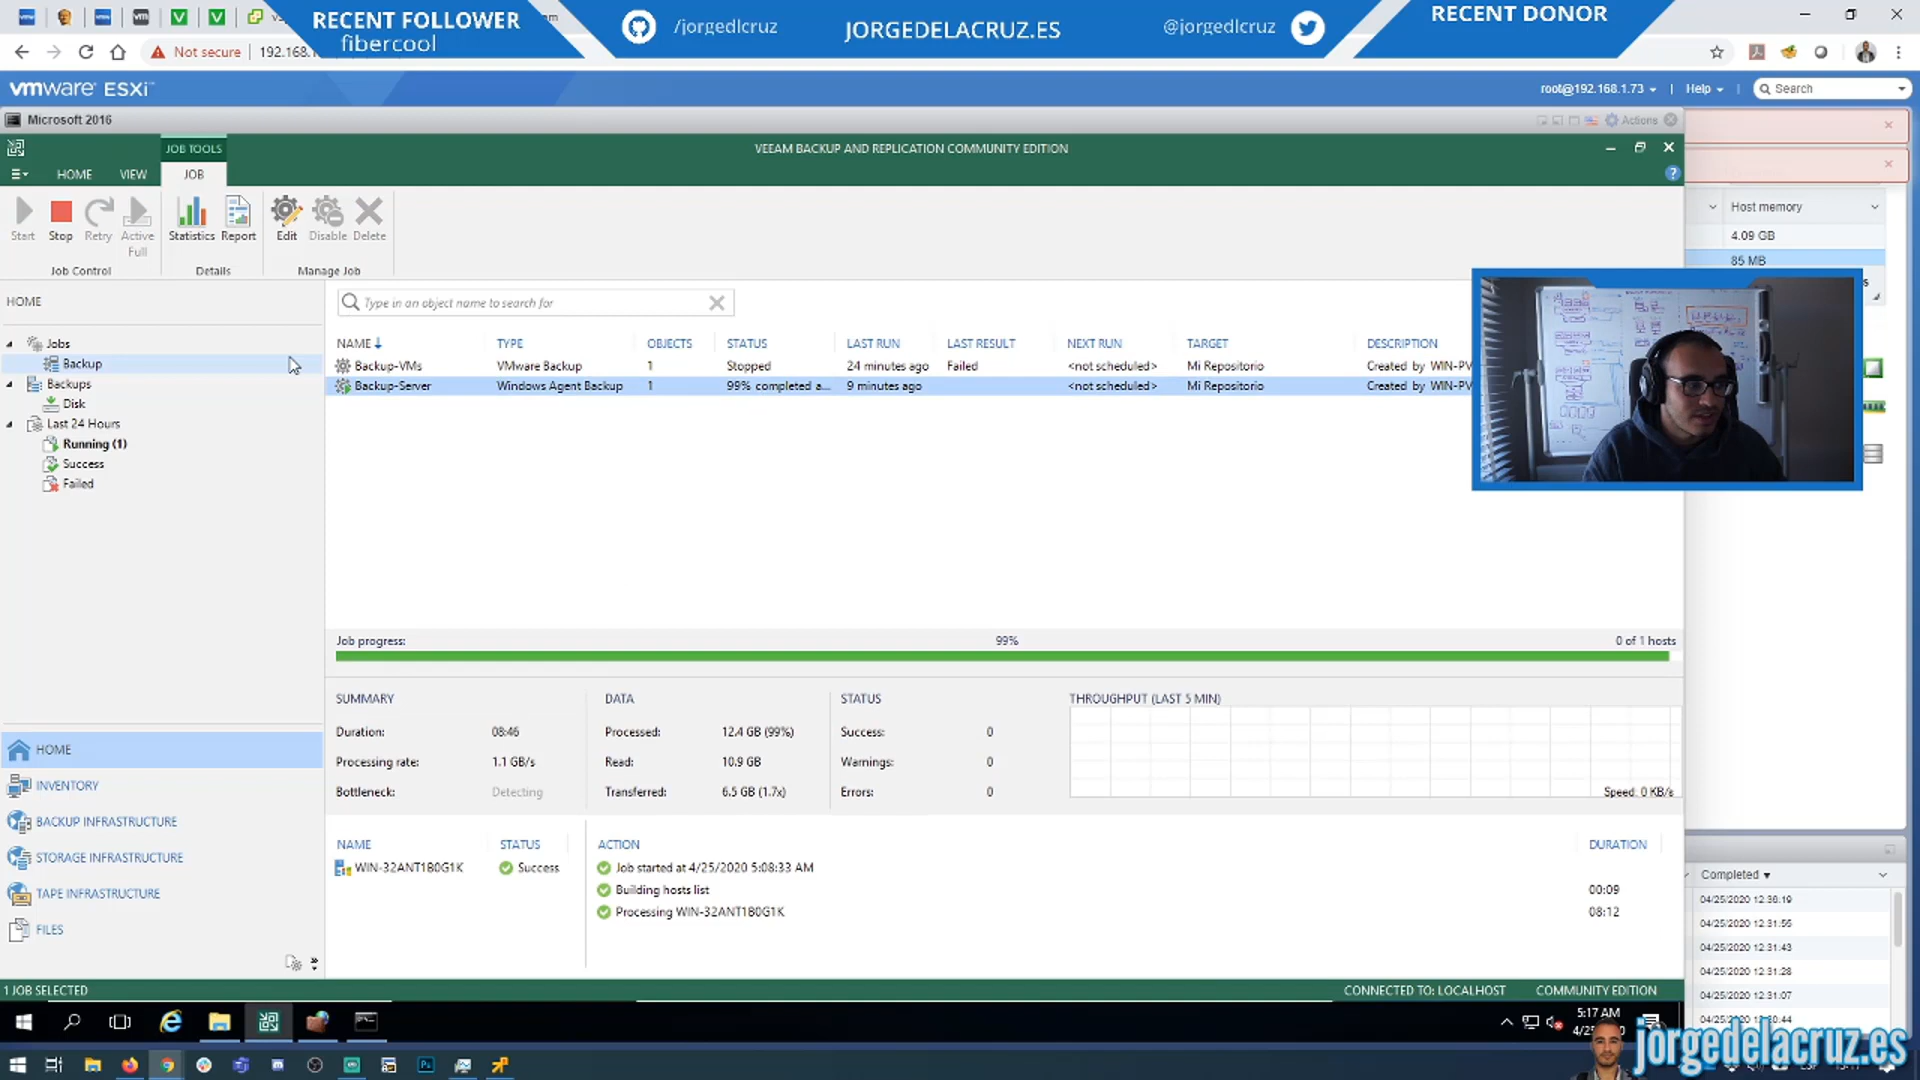 RECENT FOLLOWER
fibercool
/jorgedlcruz
JORGEDELACRUZ.ES
@jorgedlcruz
RECENT DONOR
Not secure
vmware ESXi
root@192.168.1.73
Help
Search
Microsoft 2016
Actions
JOB TOOLS
VEEAM BACKUP AND REPLICATION COMMUNITY EDITION
HOME VIEW JOB
Start Stop Retry Active Full Statistics Report Edit Disable Delete
Job Control Details Manage Job
Host memory
4.09 GB
85 MB
HOME
Type in an object name to search for
Jobs
Backup
Backups
Disk
Last 24 Hours
Running (1)
Success
Failed
NAME TYPE OBJECTS STATUS LAST RUN LAST RESULT NEXT RUN TARGET DESCRIPTION
Backup-VMs VMware Backup 1 Stopped 24 minutes ago Failed <not scheduled> Mi Repositorio Created by WIN-PV
Backup-Server Windows Agent Backup 1 99% completed a... 9 minutes ago <not scheduled> Mi Repositorio Created by WIN-PV
Job progress: 99% 0 of 1 hosts
SUMMARY DATA STATUS THROUGHPUT (LAST 5 MIN)
Duration: 08:46 Processed: 12.4 GB (99%) Success: 0
Processing rate: 1.1 GB/s Read: 10.9 GB Warnings: 0
Bottleneck: Detecting Transferred: 6.5 GB (1.7x) Errors: 0
Speed: 0 KB/s
NAME STATUS ACTION DURATION
WIN-32ANT1B0G1K Success Job started at 4/25/2020 5:08:33 AM
Building hosts list 00:09
Processing WIN-32ANT1B0G1K 08:12
HOME
INVENTORY
BACKUP INFRASTRUCTURE
STORAGE INFRASTRUCTURE
TAPE INFRASTRUCTURE
FILES
Completed
04/25/2020 12:36:19
04/25/2020 12:31:56
04/25/2020 12:31:43
04/25/2020 12:31:28
04/25/2020 12:31:07
1 JOB SELECTED
CONNECTED TO: LOCALHOST COMMUNITY EDITION
5:17 AM
jorgedelacruz.es